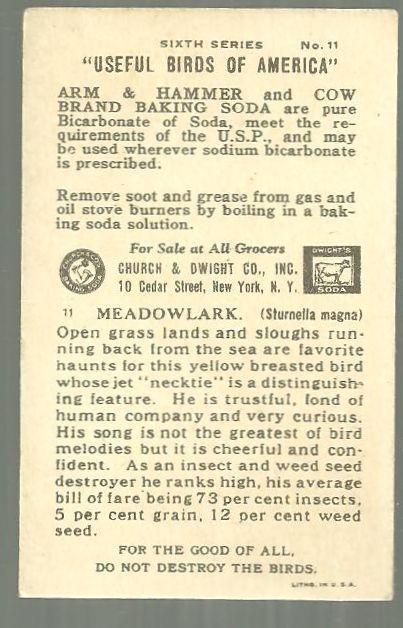 SIXTH SERIES No. 11
"USEFUL BIRDS OF AMERICA"
ARM & HAMMER and COW
BRAND BAKING SODA are pure
Bicarbonate of Soda, meet the re-
quirements of the U.S.P., and may
be used wherever sodium bicarbonate
is prescribed.
Remove soot and grease from gas and
oil stove burners by boiling in a bak-
ing soda solution.
For Sale at All Grocers
CHURCH & DWIGHT CO., INC.
10 Cedar Street, New York, N. Y.
CHURCH & CO'S
BAKING SODA
DWIGHT'S
SODA
11 MEADOWLARK. (Sturnella magna)
Open grass lands and sloughs run-
ning back from the sea are favorite
haunts for this yellow breasted bird
whose jet "necktie" is a distinguish-
ing feature. He is trustful, fond of
human company and very curious.
His song is not the greatest of bird
melodies but it is cheerful and con-
fident. As an insect and weed seed
destroyer he ranks high, his average
bill of fare being 73 per cent insects,
5 per cent grain, 12 per cent weed
seed.
FOR THE GOOD OF ALL,
DO NOT DESTROY THE BIRDS.
LITHO. IN U.S.A.